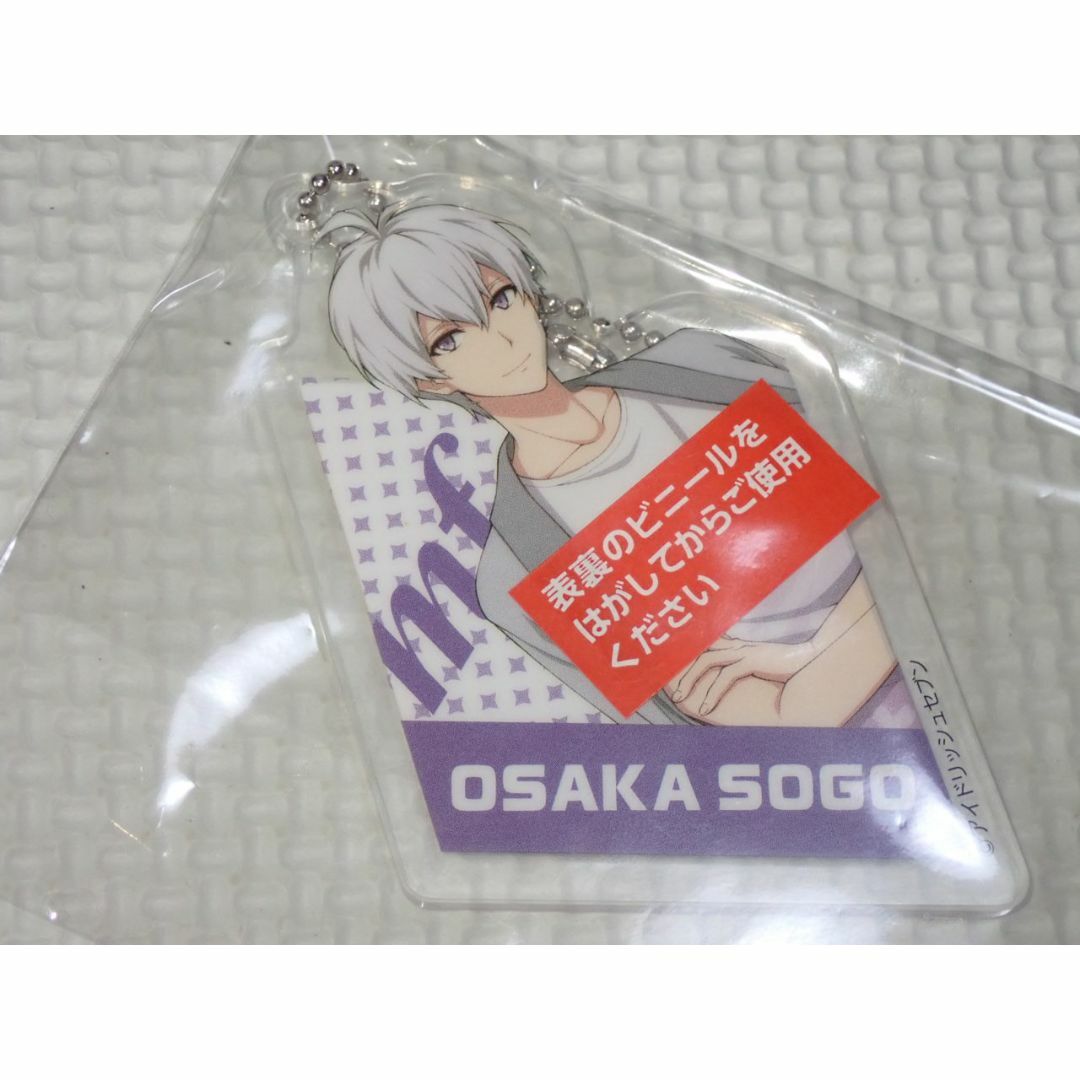 mf
表裏のビニールを
はがしてからご使用
ください
OSAKA SOGO
©アイドリッシュセブン